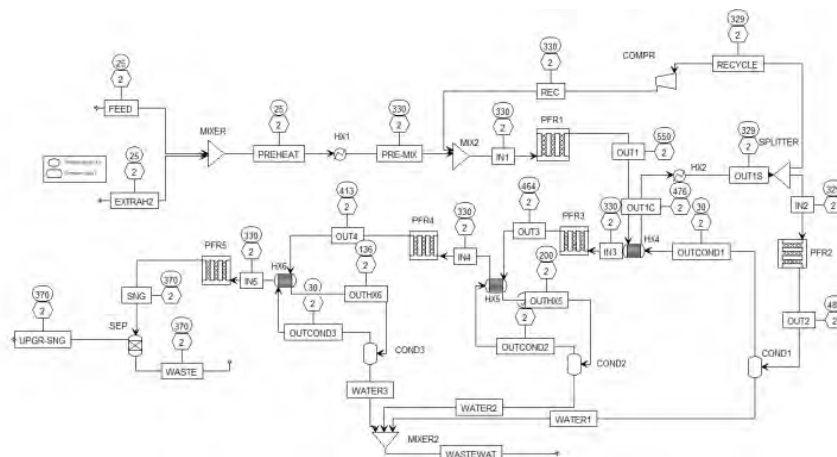 329
2
COMPR
330
2
RECYCLE
25
2
REC
FEED
MIXER
25
2
330
2
330
2
PFR1
329
2
SPLITTER
HX1
MIX2
OUT1
550
2
HX2
25
2
PREHEAT
PRE-MIX
IN1
OUT1S
EXTRAH2
413
2
464
2
330
2
OUT1C
476
2
30
2
IN2
2
330
2
PFR4
330
2
OUT3
PFR3
PFR5
OUT4
136
2
IN4
200
2
IN3
HX4
OUTCOND1
PFR2
370
2
SNG
370
2
IN5
HX6
OUTHX6
HX5
OUTHX5
OUT2
2
30
2
2
SEP
370
2
OUTCOND3
OUTCOND2
UPGR-SNG
COND3
COND2
COND1
WASTE
WATER3
WATER2
WATER1
MIXER2
WASTEWAT